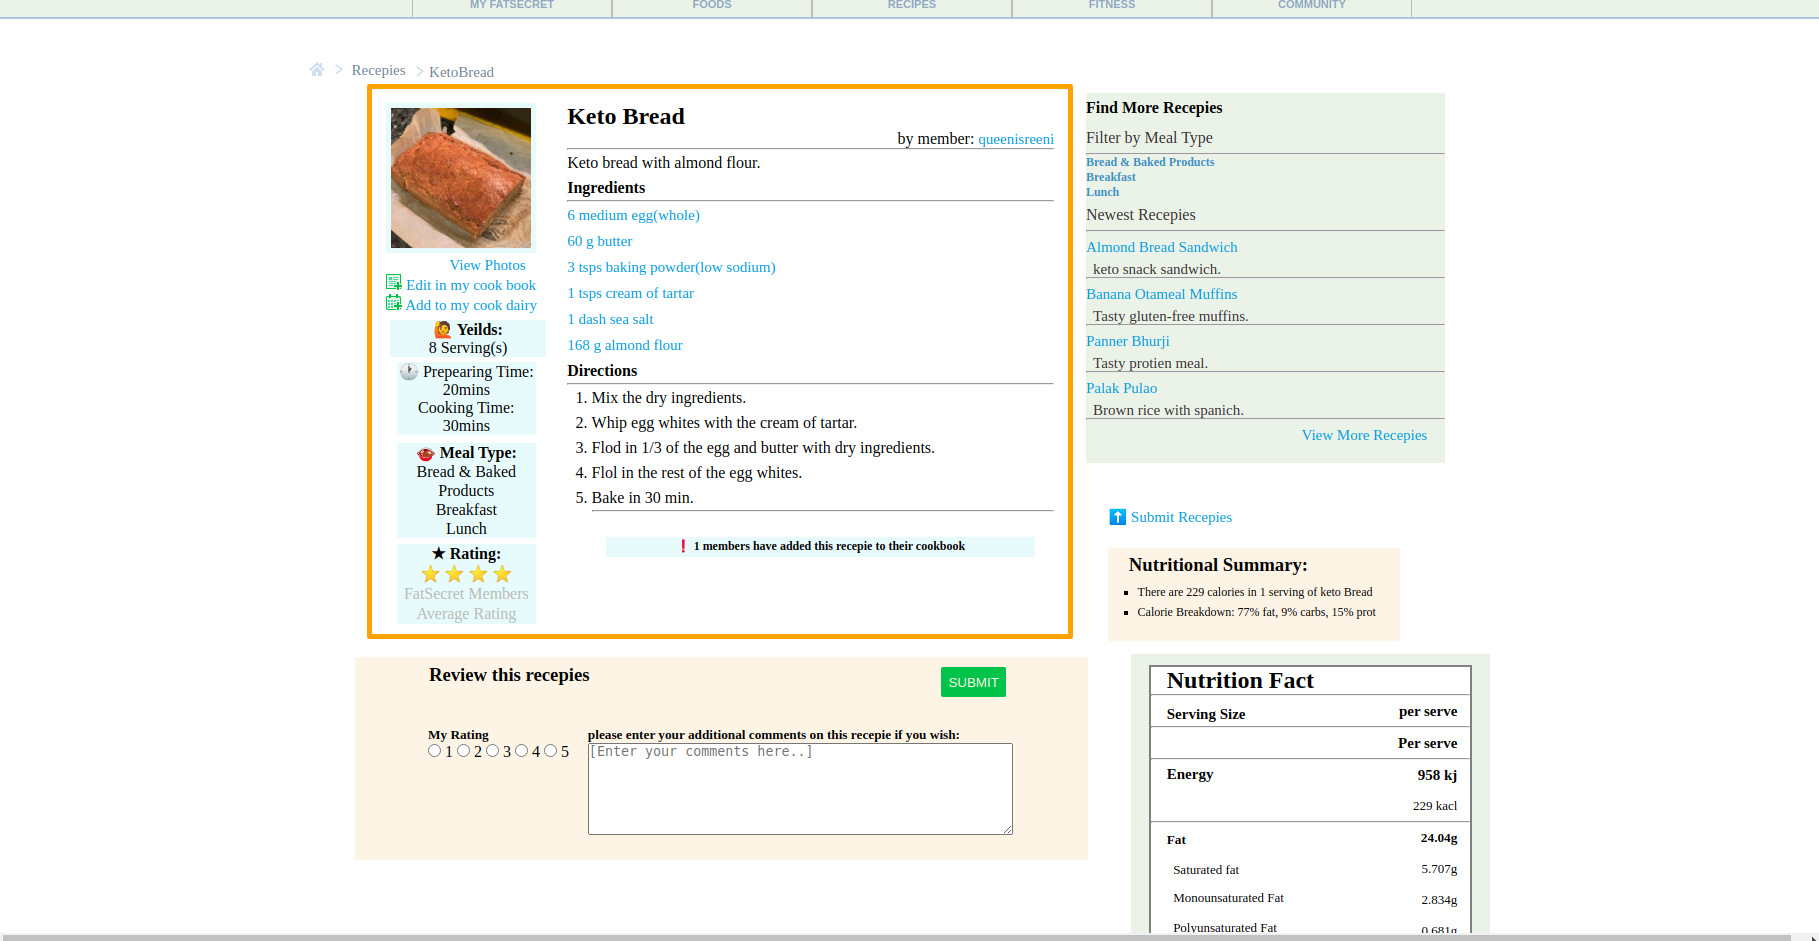 MY FATSECRET
FOODS
RECIPES
FITNESS
COMMUNITY
Recepies
KetoBread
View Photos
Edit in my cook book
Add to my cook dairy
Yeilds:
8 Serving(s)
Prepearing Time:
20mins
Cooking Time:
30mins
Meal Type:
Bread & Baked
Products
Breakfast
Lunch
★ Rating:
FatSecret Members
Average Rating
Keto Bread
by member: queenisreeni
Keto bread with almond flour.
Ingredients
6 medium egg(whole)
60 g butter
3 tsps baking powder(low sodium)
1 tsps cream of tartar
1 dash sea salt
168 g almond flour
Directions
1. Mix the dry ingredients.
2. Whip egg whites with the cream of tartar.
3. Flod in 1/3 of the egg and butter with dry ingredients.
4. Flol in the rest of the egg whites.
5. Bake in 30 min.
❗ 1 members have added this recepie to their cookbook
Find More Recepies
Filter by Meal Type
Bread & Baked Products
Breakfast
Lunch
Newest Recepies
Almond Bread Sandwich
keto snack sandwich.
Banana Otameal Muffins
Tasty gluten-free muffins.
Panner Bhurji
Tasty protien meal.
Palak Pulao
Brown rice with spanich.
View More Recepies
Submit Recepies
Nutritional Summary:
There are 229 calories in 1 serving of keto Bread
Calorie Breakdown: 77% fat, 9% carbs, 15% prot
Review this recepies
SUBMIT
My Rating
1 2 3 4 5
please enter your additional comments on this recepie if you wish:
[Enter your comments here..]
Nutrition Fact
Serving Size per serve
Per serve
Energy 958 kj
229 kacl
Fat 24.04g
Saturated fat 5.707g
Monounsaturated Fat 2.834g
Polyunsaturated Fat 0.681g